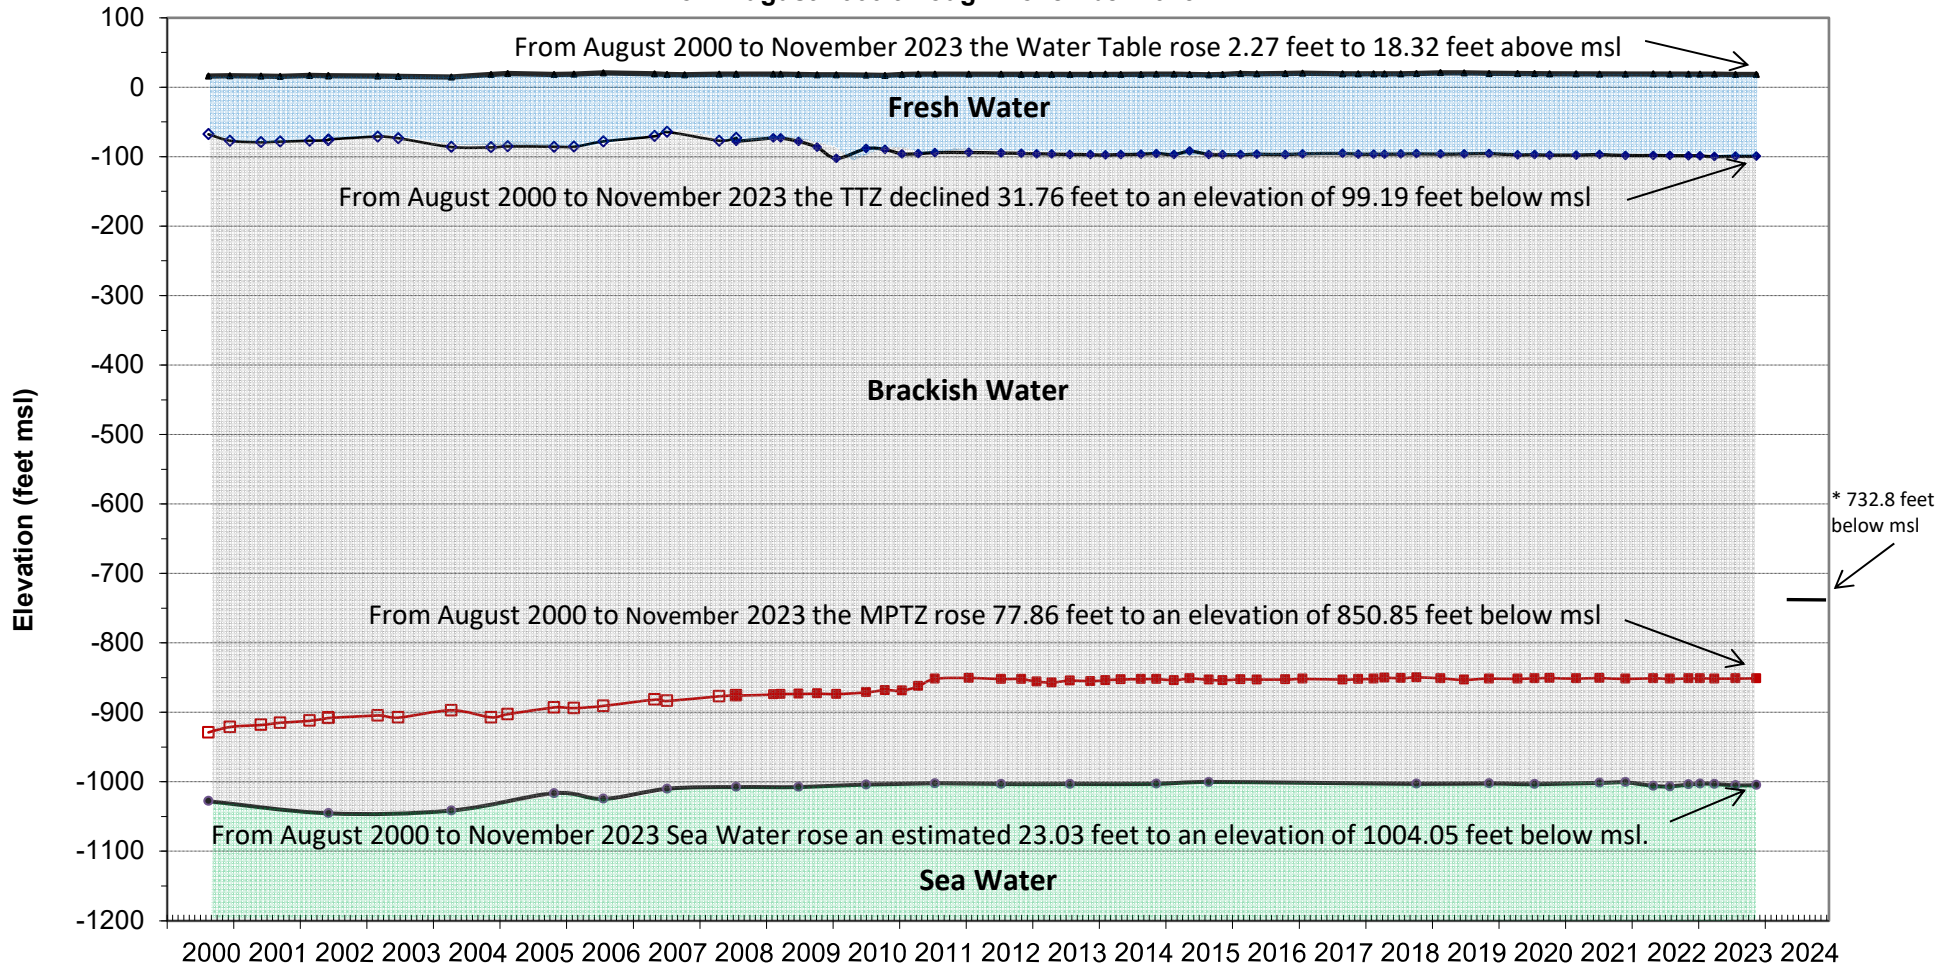 100
From August 2000 to November 2023 the Water Table rose 2.27 feet to 18.32 feet above msl
0
Fresh Water
-100
From August 2000 to November 2023 the TTZ declined 31.76 feet to an elevation of 99.19 feet below msl
-200
-300
-400
Brackish Water
-500
Elevation (feet msl)
* 732.8 feet
below msl
-600
-700
From August 2000 to November 2023 the MPTZ rose 77.86 feet to an elevation of 850.85 feet below msl
-800
-900
-1000
From August 2000 to November 2023 Sea Water rose an estimated 23.03 feet to an elevation of 1004.05 feet below msl.
-1100
Sea Water
-1200
2000 2001 2002 2003 2004 2005 2006 2007 2008 2009 2010 2011 2012 2013 2014 2015 2016 2017 2018 2019 2020 2021 2022 2023 2024